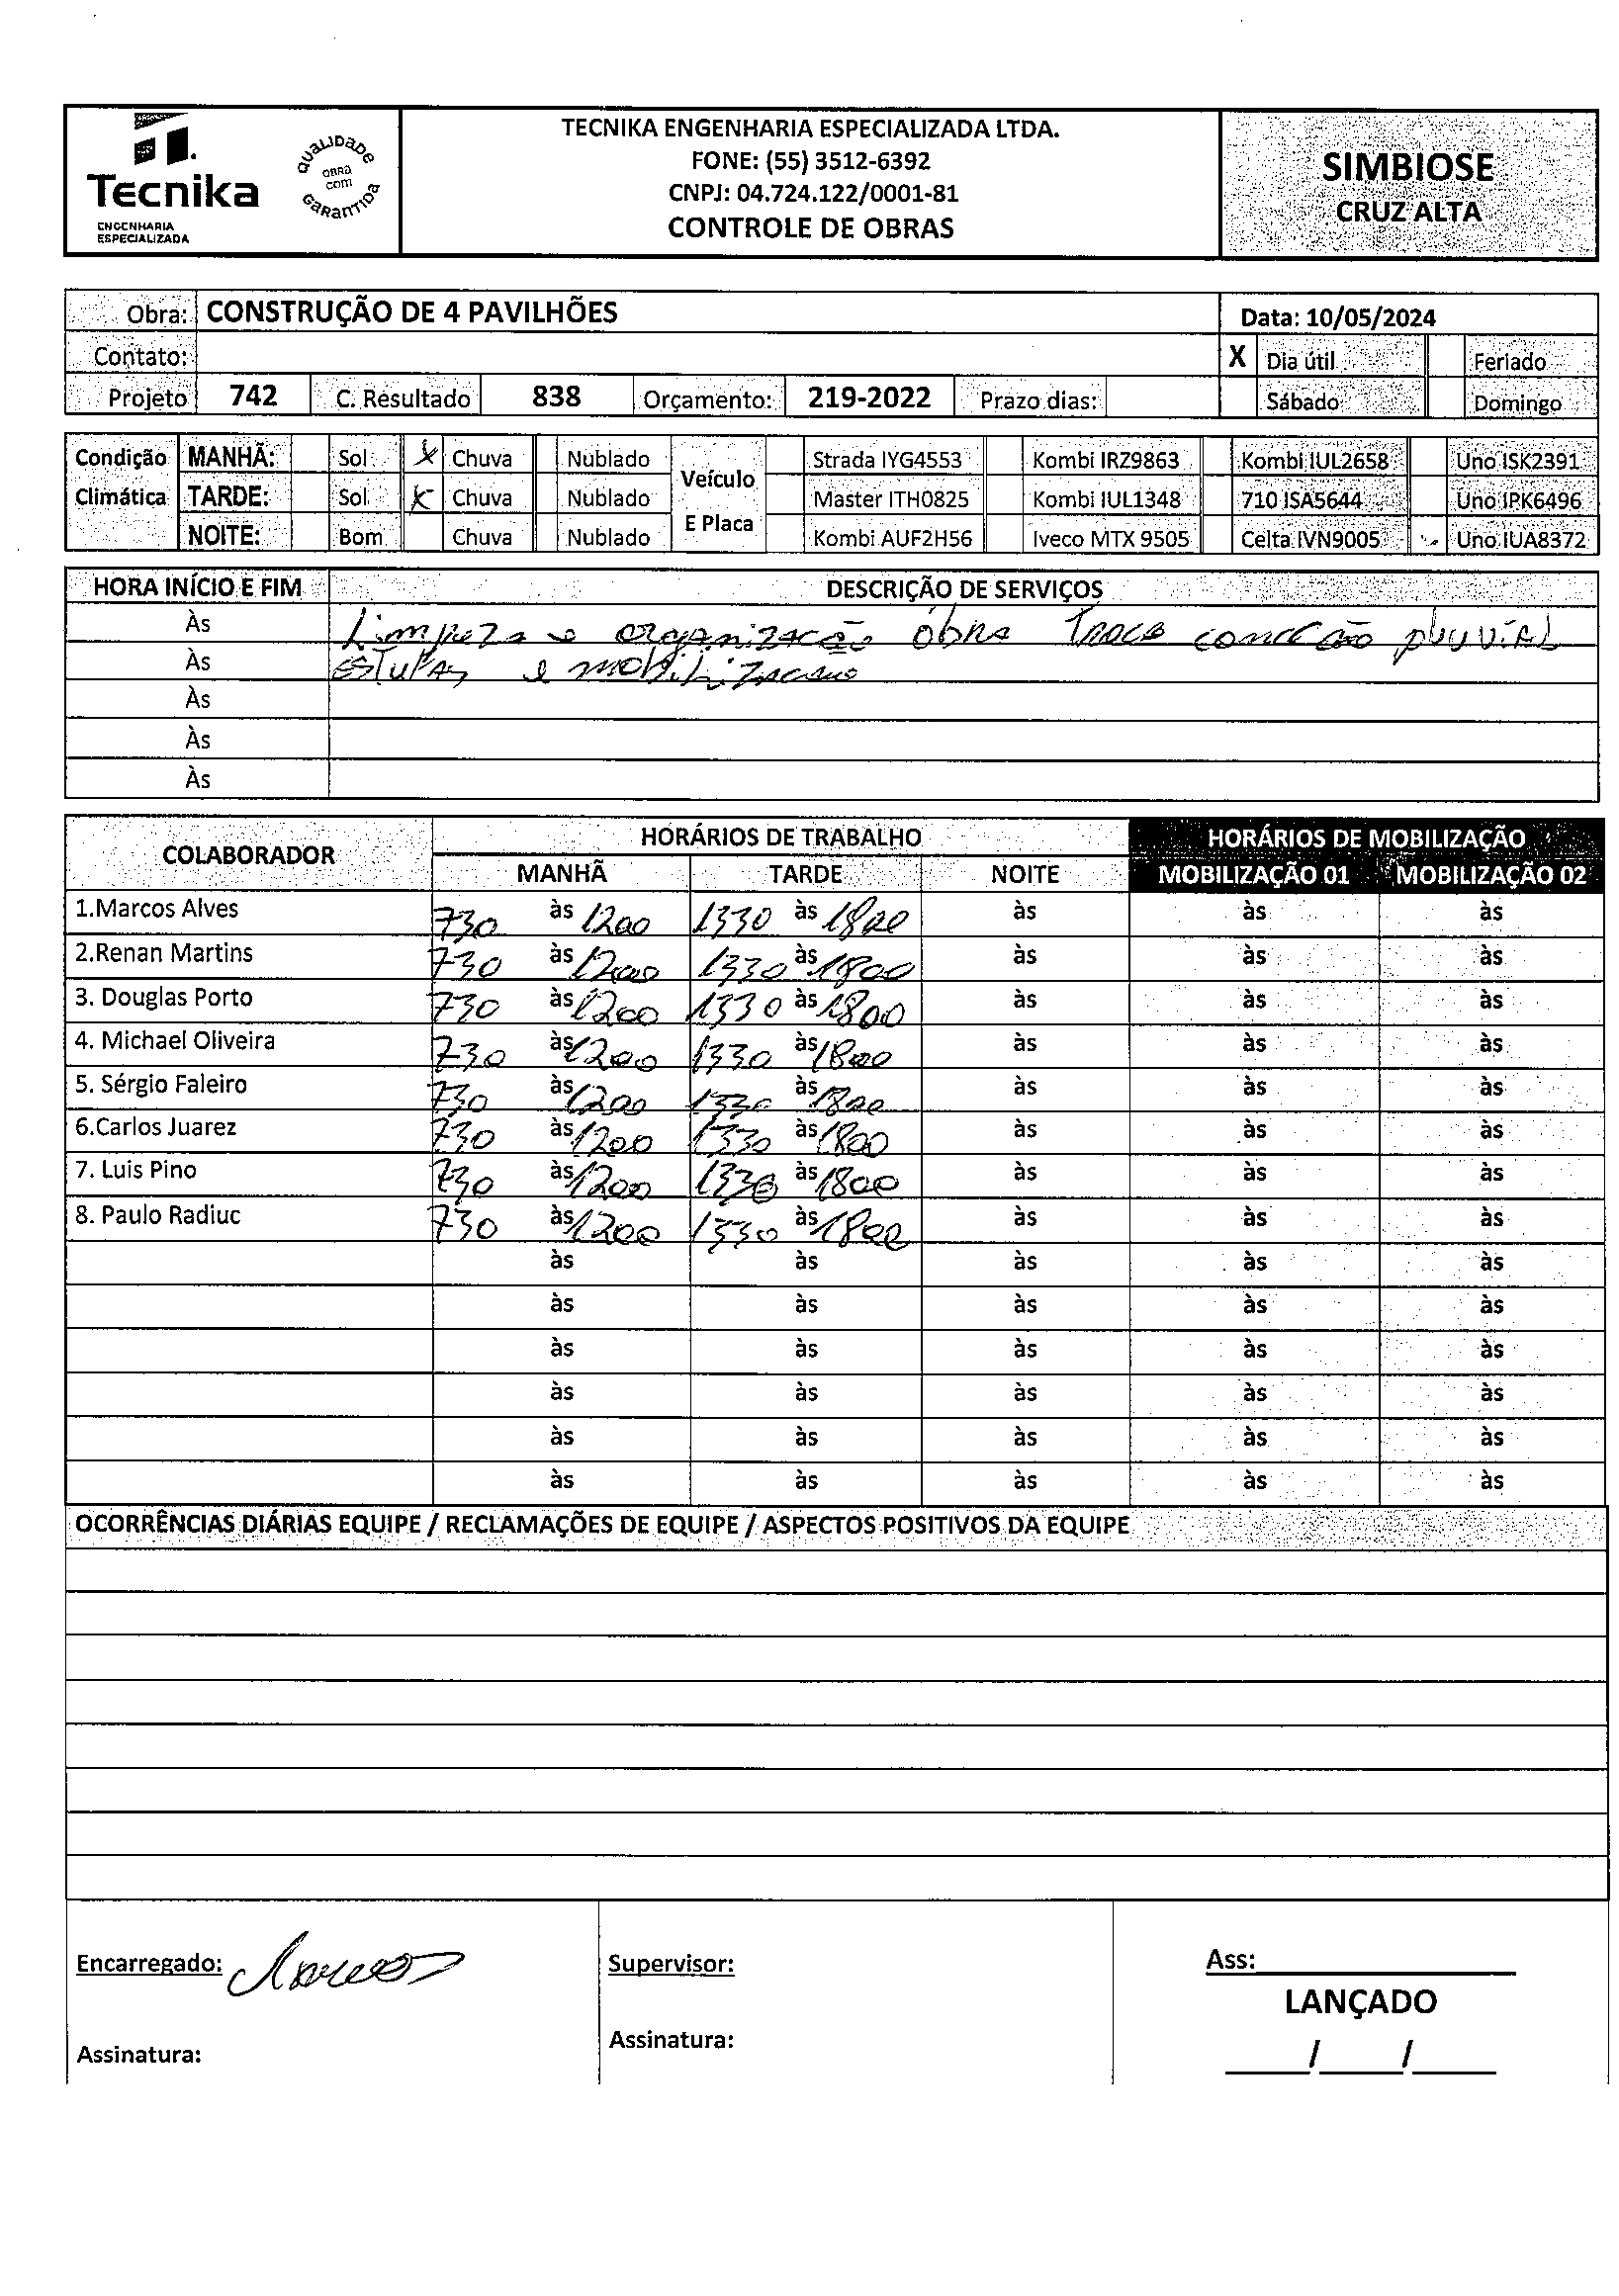 Tecnika
ENGENHARIA
ESPECIALIZADA
QUALIDADE
OBRA
com
GARANTIDA
TECNIKA ENGENHARIA ESPECIALIZADA LTDA.
FONE: (55) 3512-6392
CNPJ: 04.724.122/0001-81
CONTROLE DE OBRAS
SIMBIOSE
CRUZ ALTA
Obra: CONSTRUÇÃO DE 4 PAVILHÕES Data: 10/05/2024
Contato: X Dia útil Feriado
Projeto 742 C. Resultado 838 Orçamento: 219-2022 Prazo dias: Sábado Domingo
Condição MANHÃ: Sol X Chuva Nublado Veículo Strada IYG4553 Kombi IRZ9863 Kombi IUL2658 Uno ISK2391
Climática TARDE: Sol X Chuva Nublado Master ITH0825 Kombi IUL1348 710 ISA5644 Uno IPK6496
NOITE: Bom Chuva Nublado E Placa Kombi AUF2H56 Iveco MTX 9505 Celta IVN9005 Uno IUA8372
HORA INÍCIO E FIM DESCRIÇÃO DE SERVIÇOS
Às Limpeza e organização obra Troca pluvial
Às e
Às
Às
Às
COLABORADOR HORÁRIOS DE TRABALHO HORÁRIOS DE MOBILIZAÇÃO
MANHÃ TARDE NOITE MOBILIZAÇÃO 01 MOBILIZAÇÃO 02
1.Marcos Alves 730 às 1200 1330 às 1800 às às às
2.Renan Martins 730 às 1200 1330 às 1800 às às às
3. Douglas Porto 730 às 1200 1330 às 1800 às às às
4. Michael Oliveira 730 às 1200 1330 às 1800 às às às
5. Sérgio Faleiro 730 às 1200 1330 às 1800 às às às
6.Carlos Juarez 730 às 1200 1330 às 1800 às às às
7. Luis Pino 730 às 1200 1330 às 1800 às às às
8. Paulo Radiuc 730 às 1200 1330 às 1800 às às às
às às às às às
às às às às às
às às às às às
às às às às às
às às às às às
às às às às às
OCORRÊNCIAS DIÁRIAS EQUIPE / RECLAMAÇÕES DE EQUIPE / ASPECTOS POSITIVOS DA EQUIPE
Encarregado: Marcos Supervisor: Ass:
LANÇADO
Assinatura: Assinatura: / /